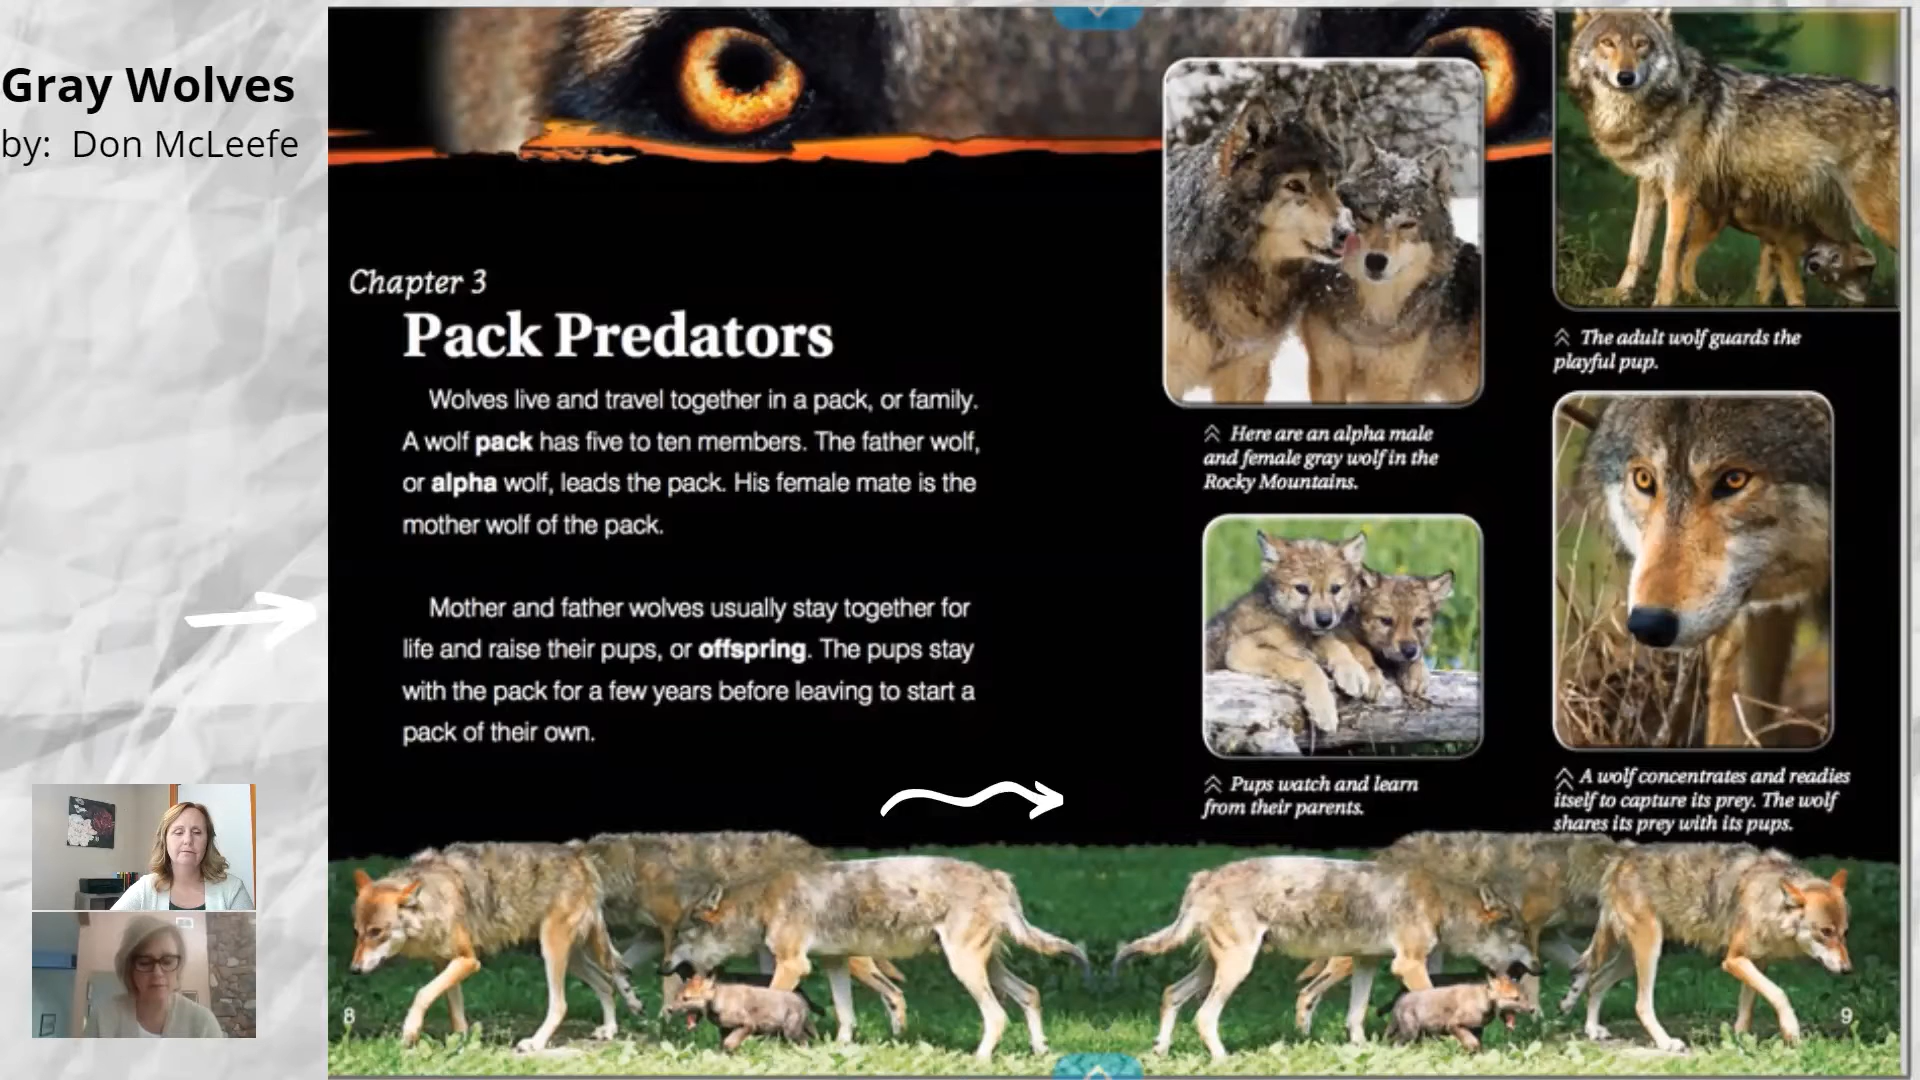 Gray Wolves
by: Don McLeefe
Chapter 3
Pack Predators
Wolves live and travel together in a pack, or family.
A wolf pack has five to ten members. The father wolf,
or alpha wolf, leads the pack. His female mate is the
mother wolf of the pack.
Mother and father wolves usually stay together for
life and raise their pups, or offspring. The pups stay
with the pack for a few years before leaving to start a
pack of their own.
8
Here are an alpha male
and female gray wolf in the
Rocky Mountains.
Pups watch and learn
from their parents.
The adult wolf guards the
playful pup.
A wolf concentrates and readies
itself to capture its prey. The wolf
shares its prey with its pups.
9